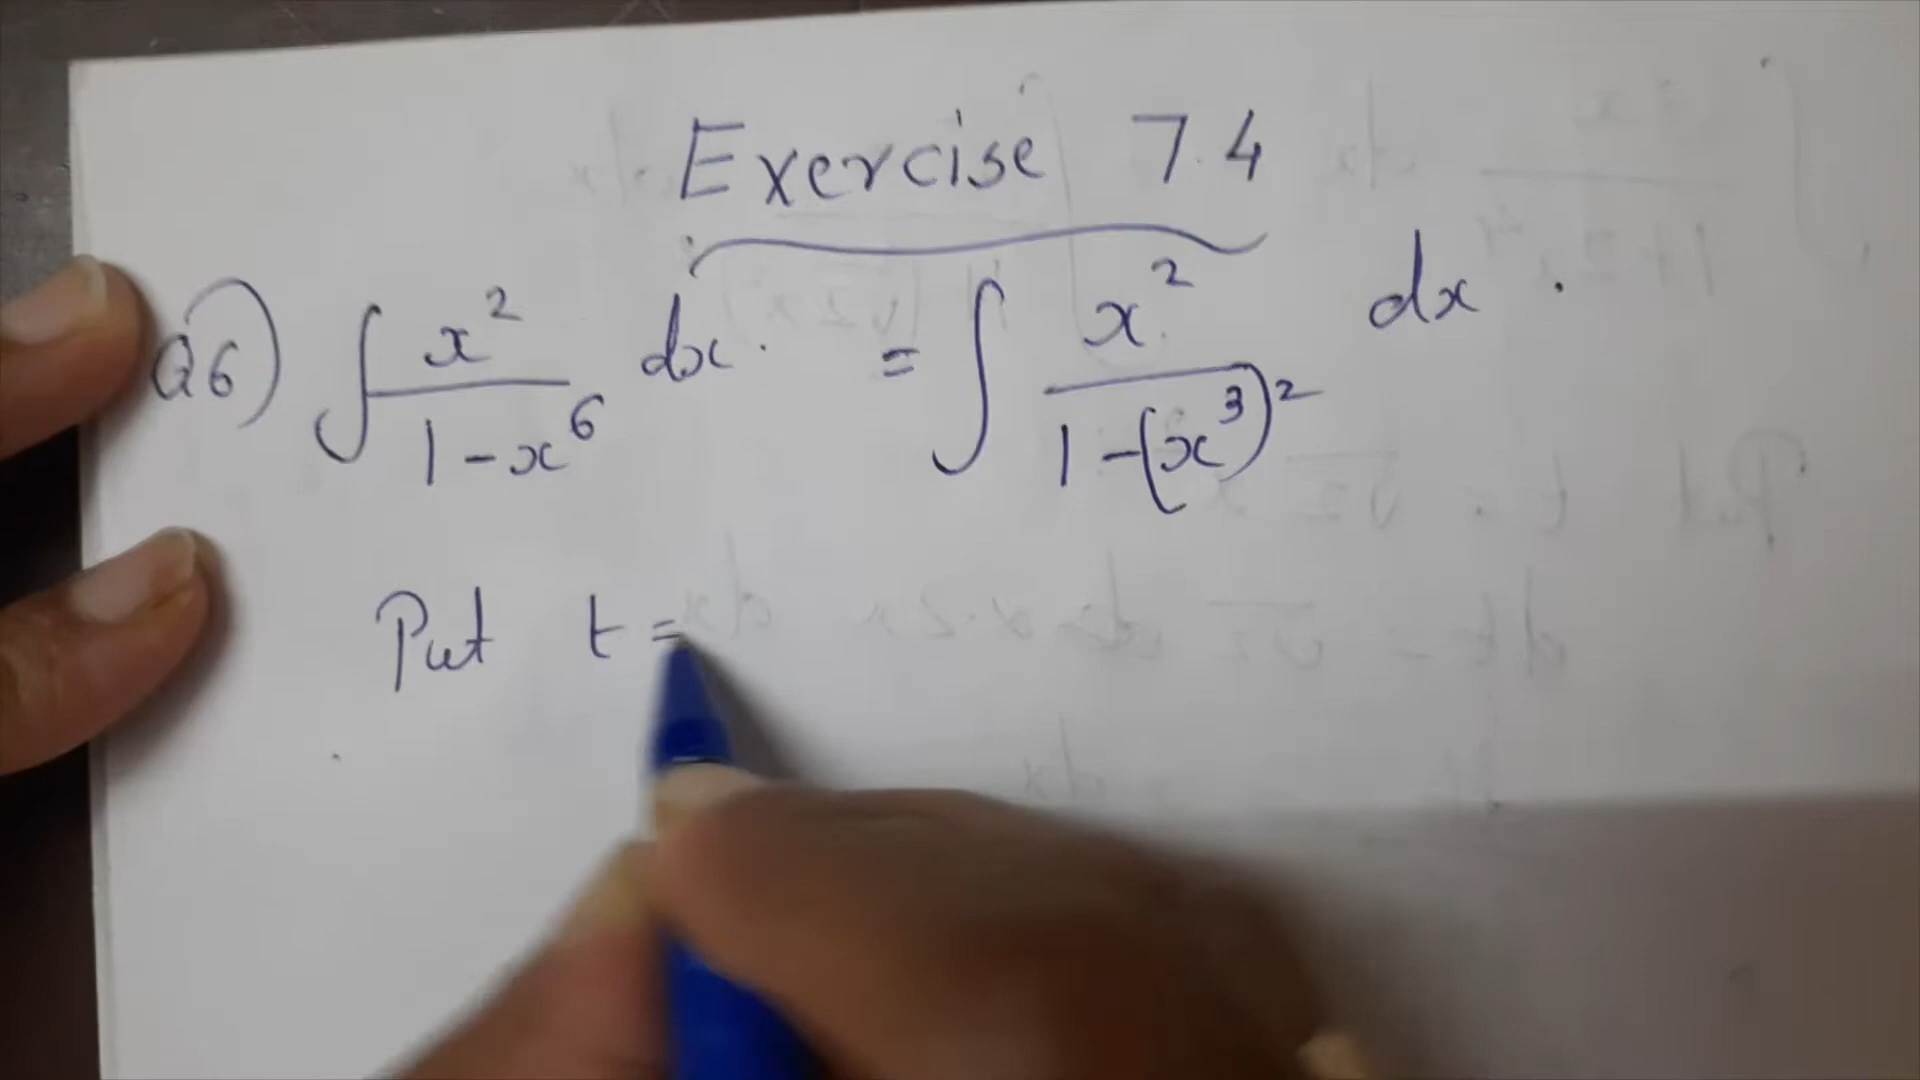 Exercise 7.4
Q6) ∫ x² / 1-x⁶ dx. = ∫ x² / 1-(x³)² dx.
Put t =